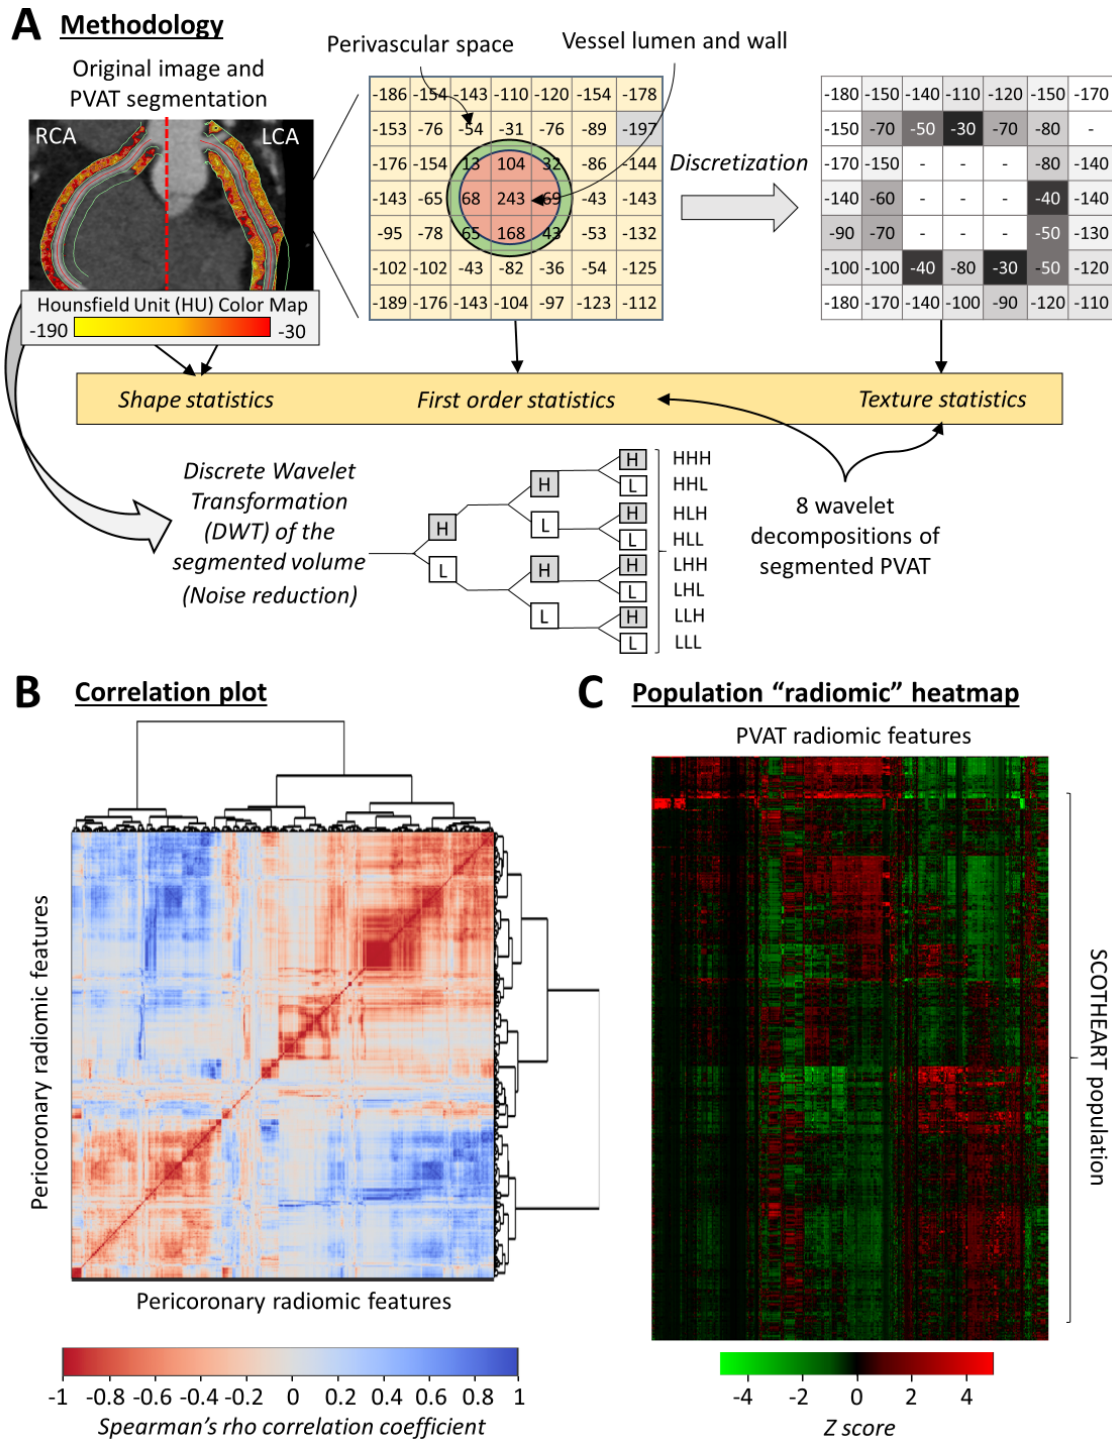 A Methodology
Original image and
PVAT segmentation
RCA
LCA
Hounsfield Unit (HU) Color Map
-190
-30
Perivascular space
Vessel lumen and wall
-186 -154 -143 -110 -120 -154 -178
-153 -76 -54 -31 -76 -89 -197
-176 -154 13 104 32 -86 -144
-143 -65 68 243 69 -43 -143
-95 -78 65 168 43 -53 -132
-102 -102 -43 -82 -36 -54 -125
-189 -176 -143 -104 -97 -123 -112
Discretization
-180 -150 -140 -110 -120 -150 -170
-150 -70 -50 -30 -70 -80 -
-170 -150 - - - -80 -140
-140 -60 - - - -40 -140
-90 -70 - - - -50 -130
-100 -100 -40 -80 -30 -50 -120
-180 -170 -140 -100 -90 -120 -110
Shape statistics
First order statistics
Texture statistics
Discrete Wavelet
Transformation
(DWT) of the
segmented volume
(Noise reduction)
H
L
H
L
H
L
H
L
H
L
H
L
H
L
HHH
HHL
HLH
HLL
LHH
LHL
LLH
LLL
8 wavelet
decompositions of
segmented PVAT
B Correlation plot
Pericoronary radiomic features
Pericoronary radiomic features
-1 -0.8 -0.6 -0.4 -0.2 0 0.2 0.4 0.6 0.8 1
Spearman's rho correlation coefficient
C Population "radiomic" heatmap
PVAT radiomic features
SCOTHEART population
-4 -2 0 2 4
Z score